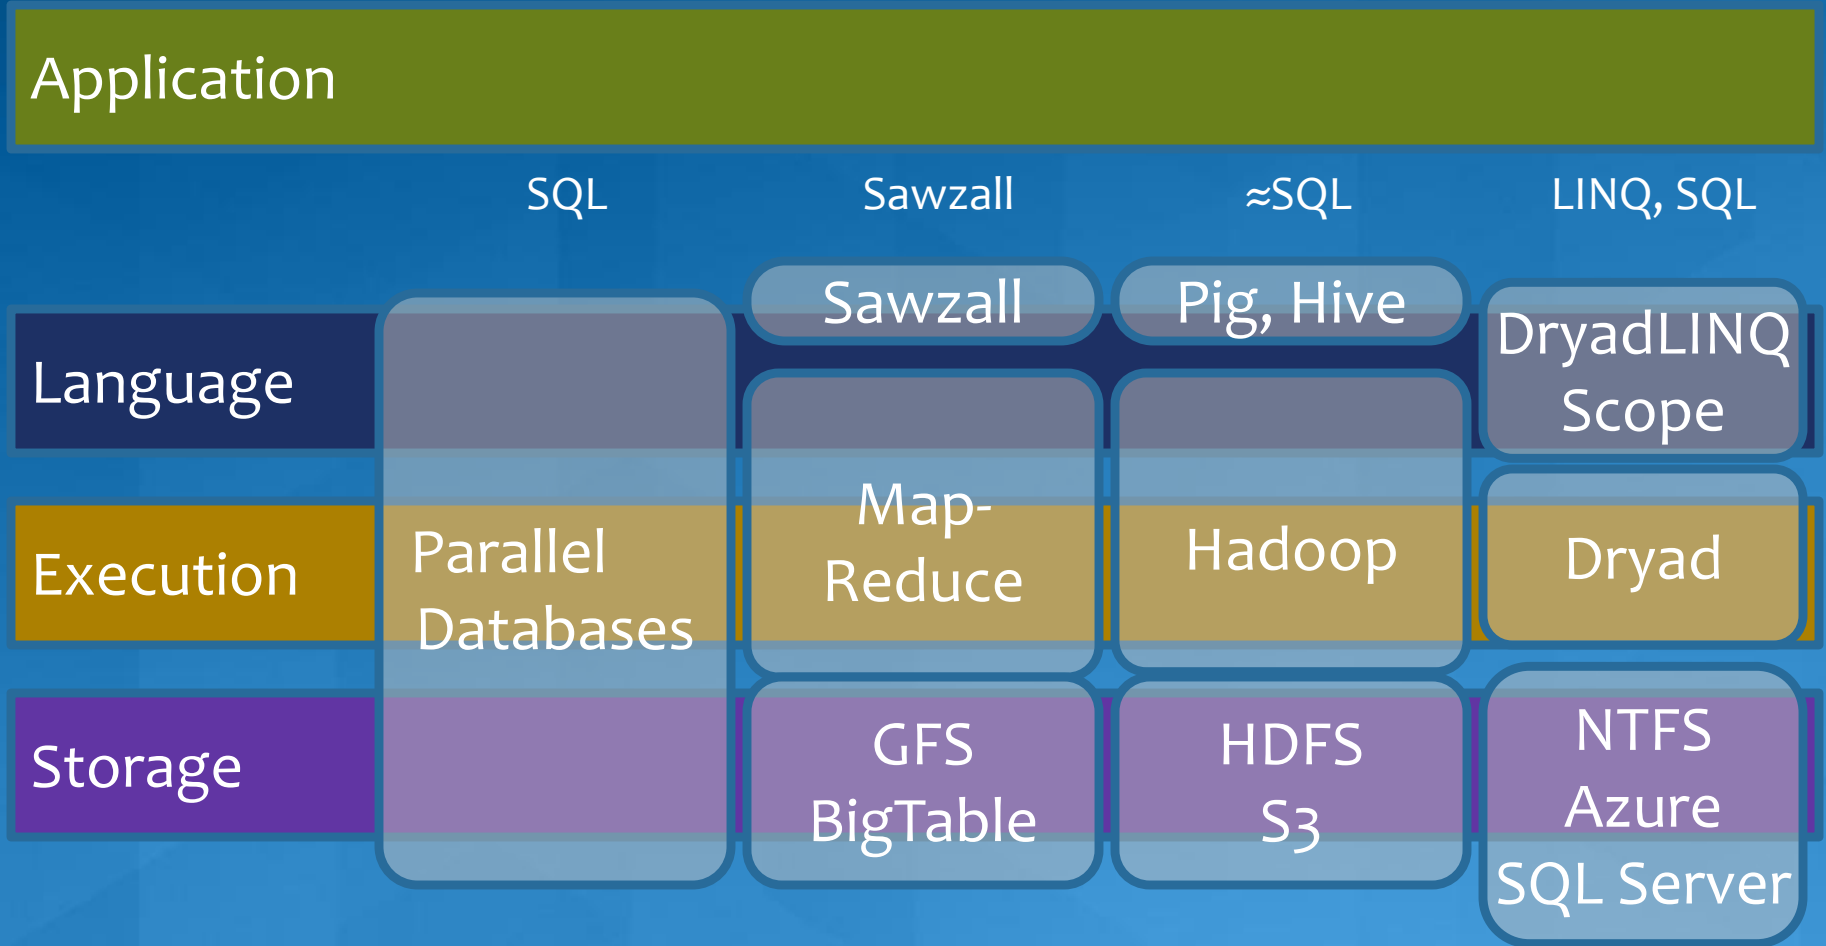 Application
SQL
Sawzall
≈SQL
LINQ, SQL
Language
Execution
Storage
Parallel
Databases
Sawzall
Map-
Reduce
GFS
BigTable
Pig, Hive
Hadoop
HDFS
S3
DryadLINQ
Scope
Dryad
NTFS
Azure
SQL Server